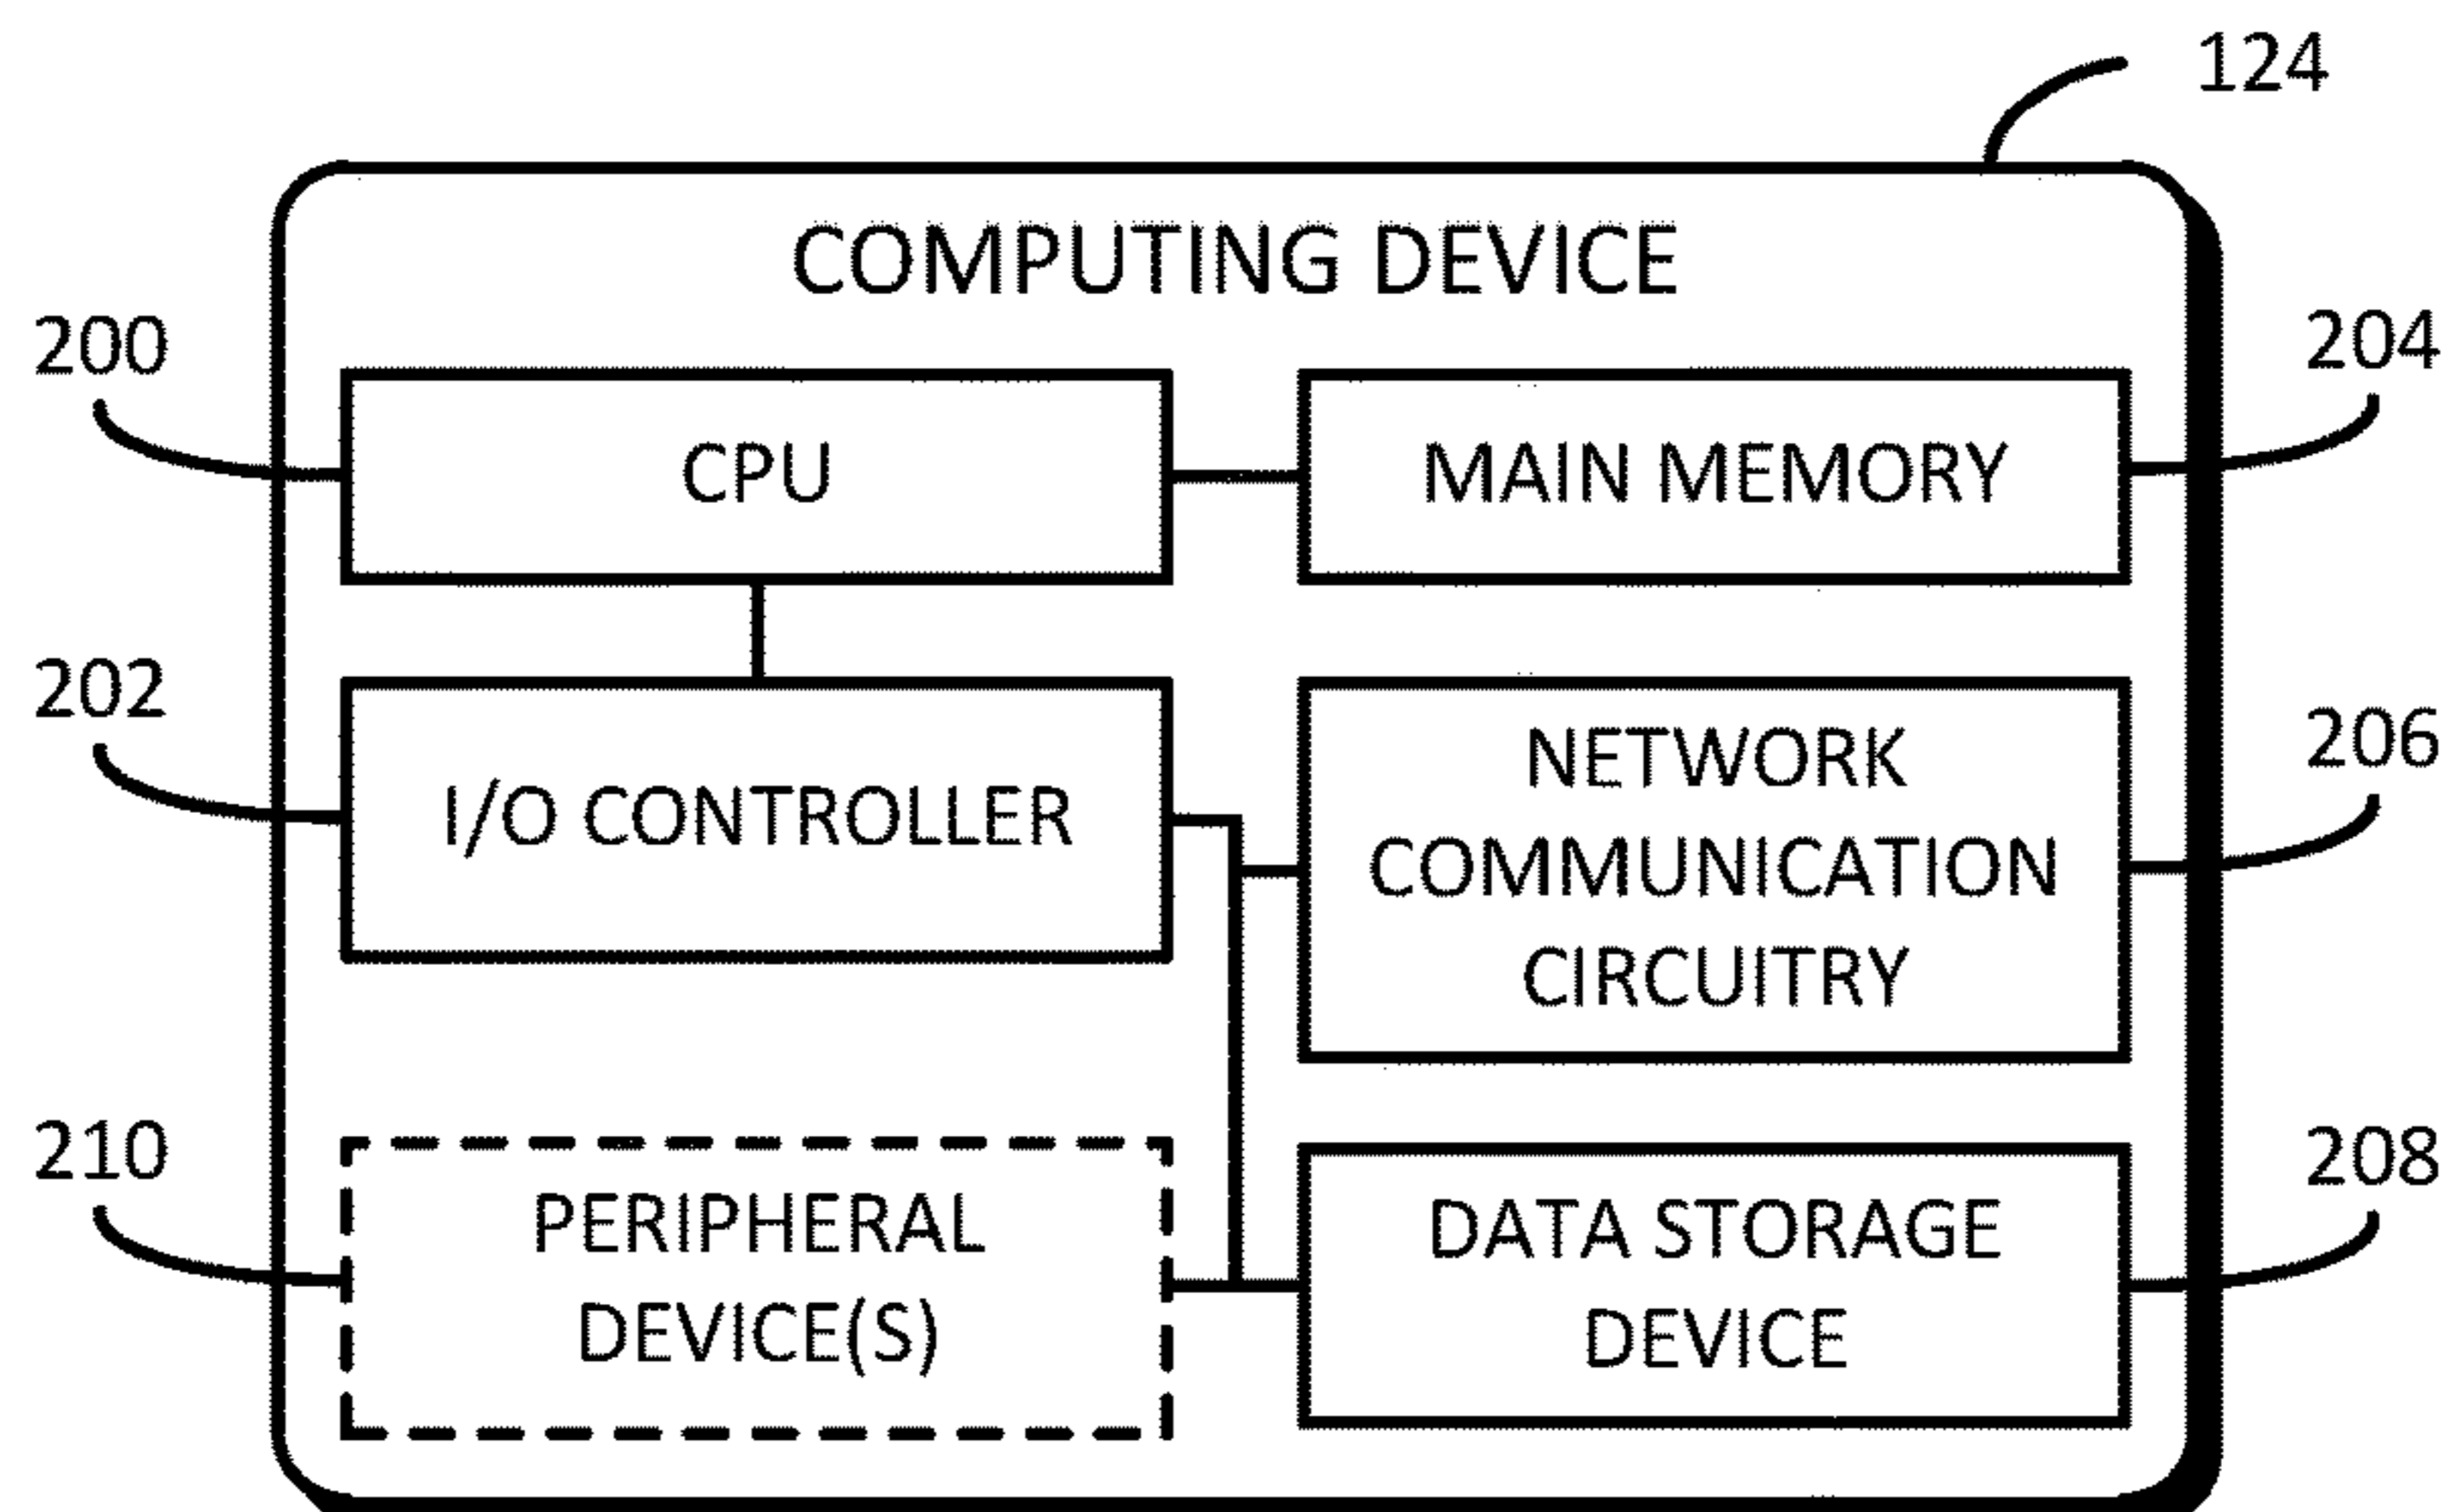 124
COMPUTING DEVICE
200
204
CPU
MAIN MEMORY
202
206
I/O CONTROLLER
NETWORK
COMMUNICATION
CIRCUITRY
210
208
PERIPHERAL
DEVICE(S)
DATA STORAGE
DEVICE